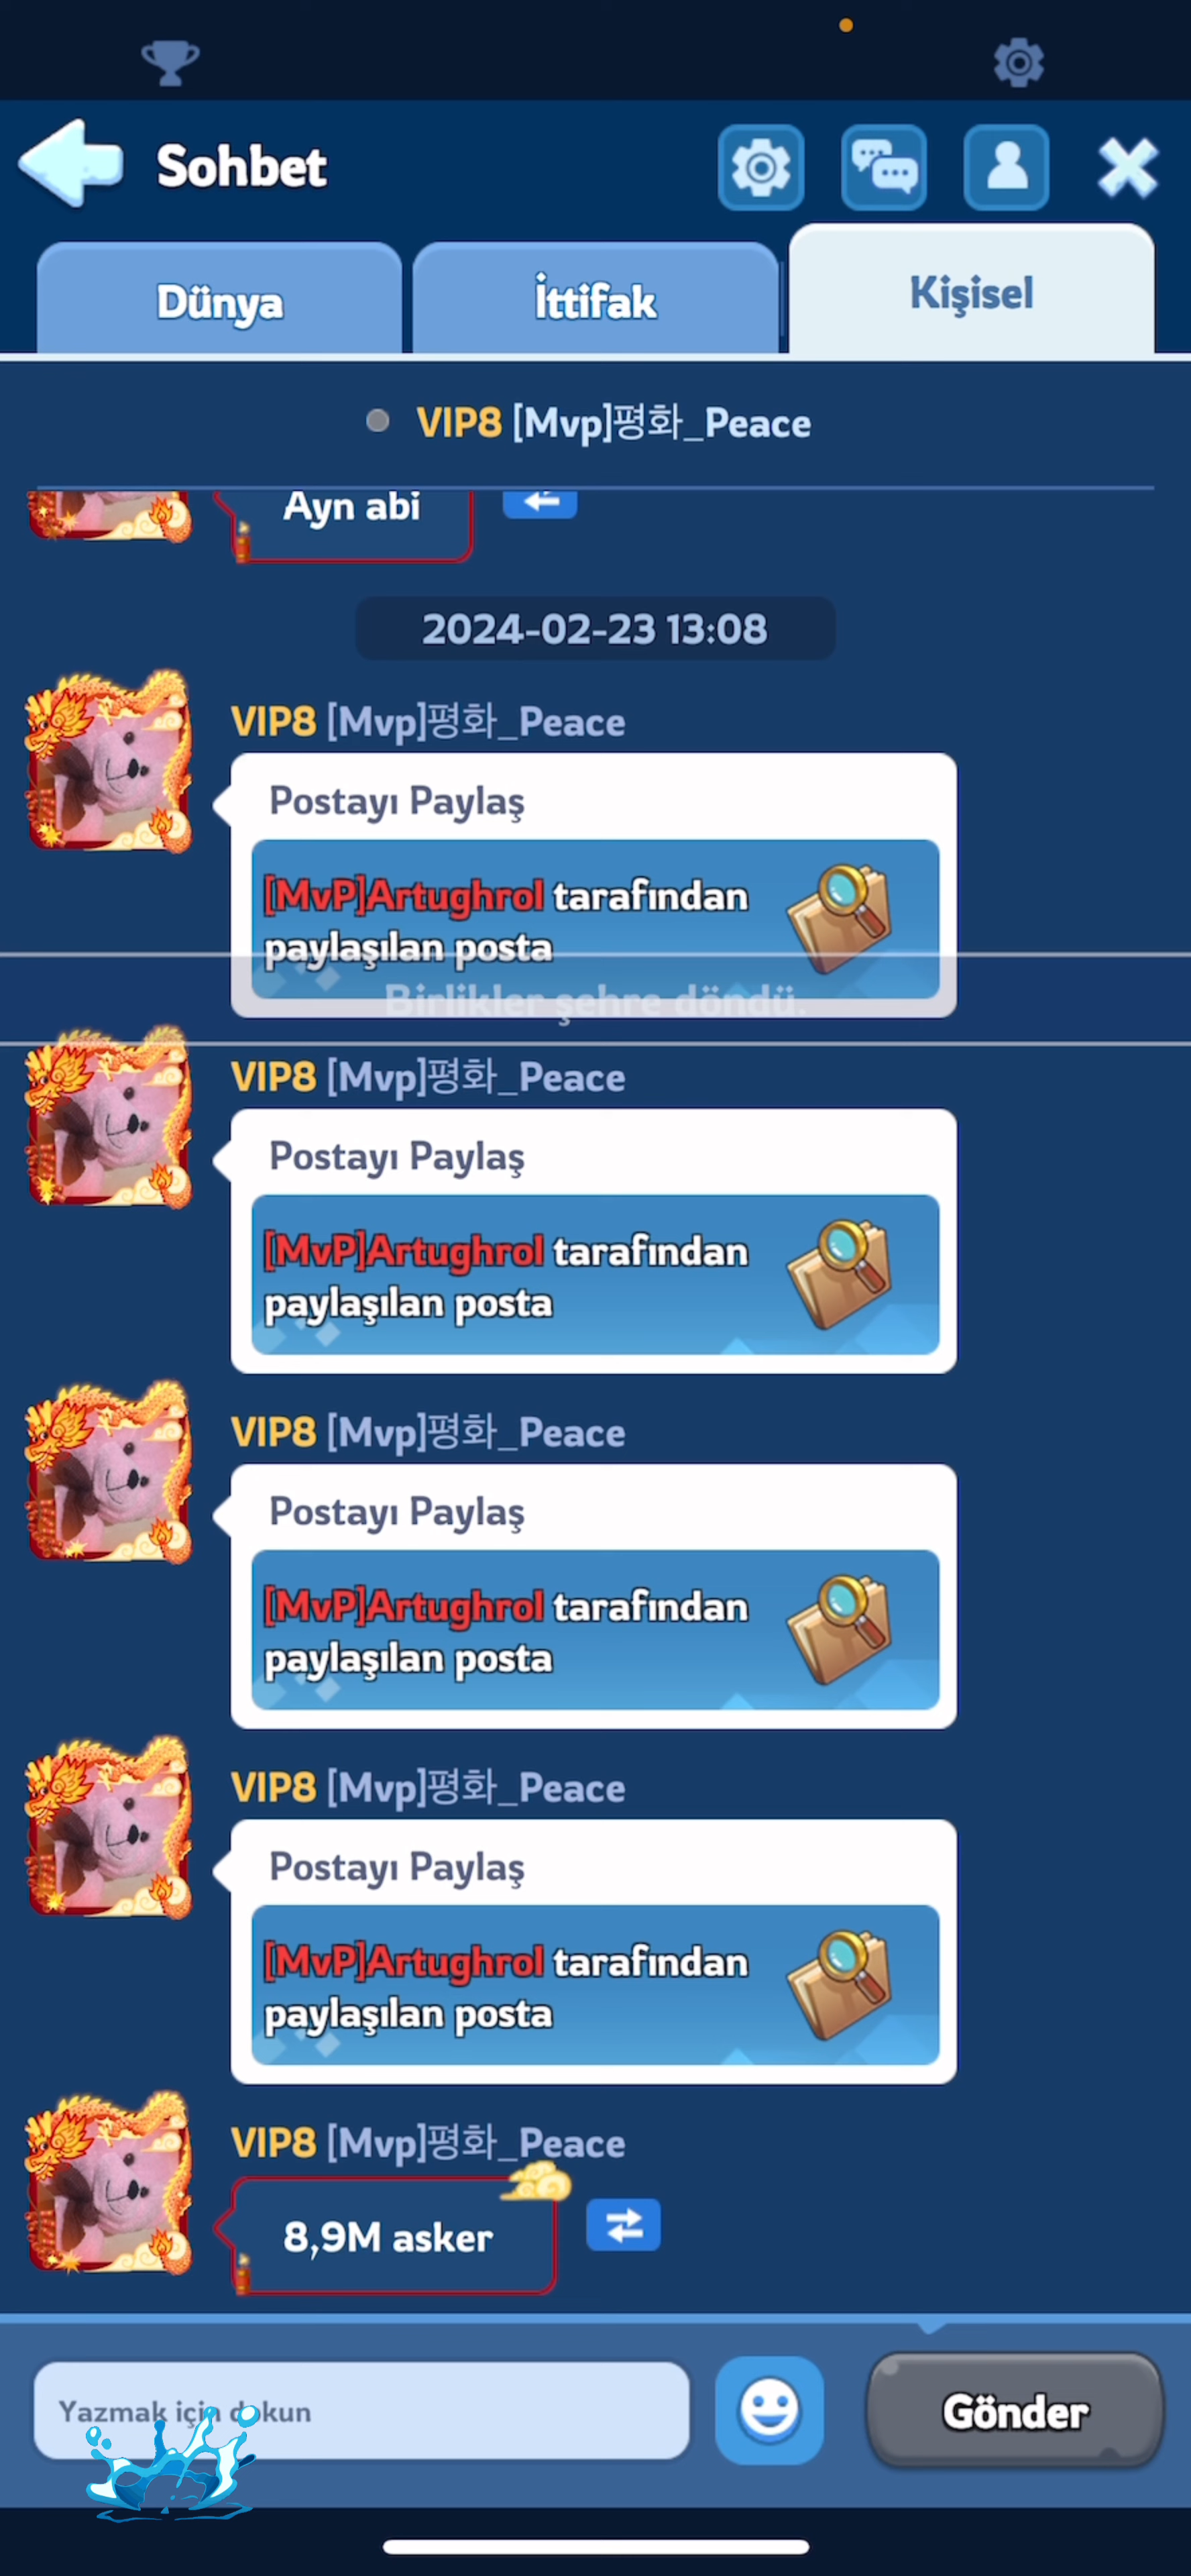 Sohbet
Dünya
İttifak
Kişisel
VIP8 [Mvp]평화_Peace
Ayn abi
2024-02-23 13:08
VIP8 [Mvp]평화_Peace
Postayı Paylaş
[MvP]Artughrol tarafından
paylaşılan posta
Birlikler şehre döndü.
VIP8 [Mvp]평화_Peace
Postayı Paylaş
[MvP]Artughrol tarafından
paylaşılan posta
VIP8 [Mvp]평화_Peace
Postayı Paylaş
[MvP]Artughrol tarafından
paylaşılan posta
VIP8 [Mvp]평화_Peace
Postayı Paylaş
[MvP]Artughrol tarafından
paylaşılan posta
VIP8 [Mvp]평화_Peace
8,9M asker
Yazmak için dokun
Gönder